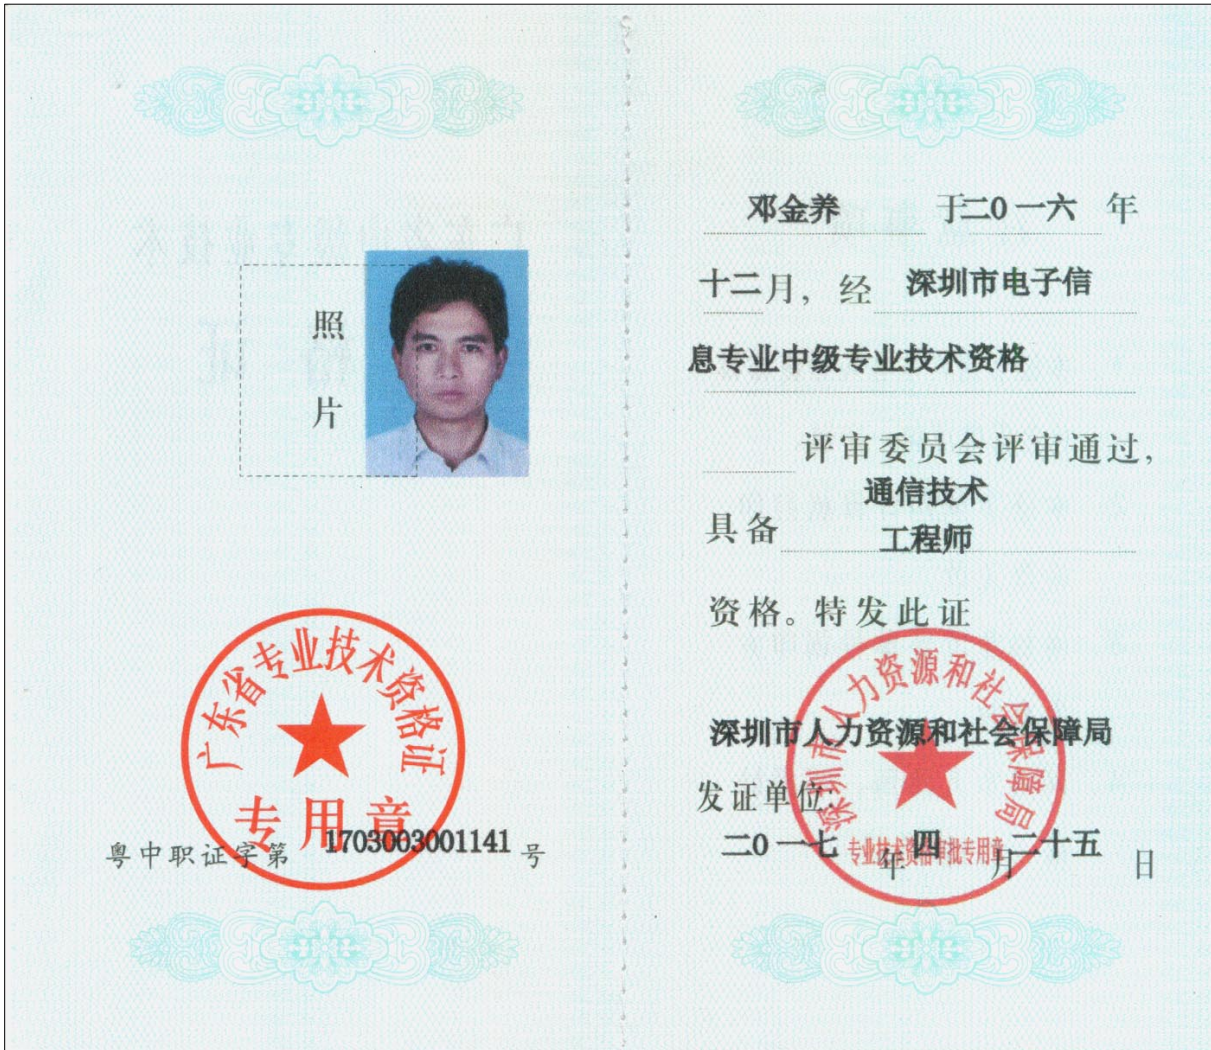 照
片
广东省专业技术资格证
专用章
粤中职证字第 1703003001141 号
邓金养 于二0一六 年
十二月，经 深圳市电子信
息专业中级专业技术资格
评审委员会评审通过，
通信技术
具备 工程师
资格。特发此证
深圳市人力资源和社会保障局
深圳市人力资源和社会保障局
发证单位:
专业技术资格审批专用章
二0一七 年 四 月 二十五 日